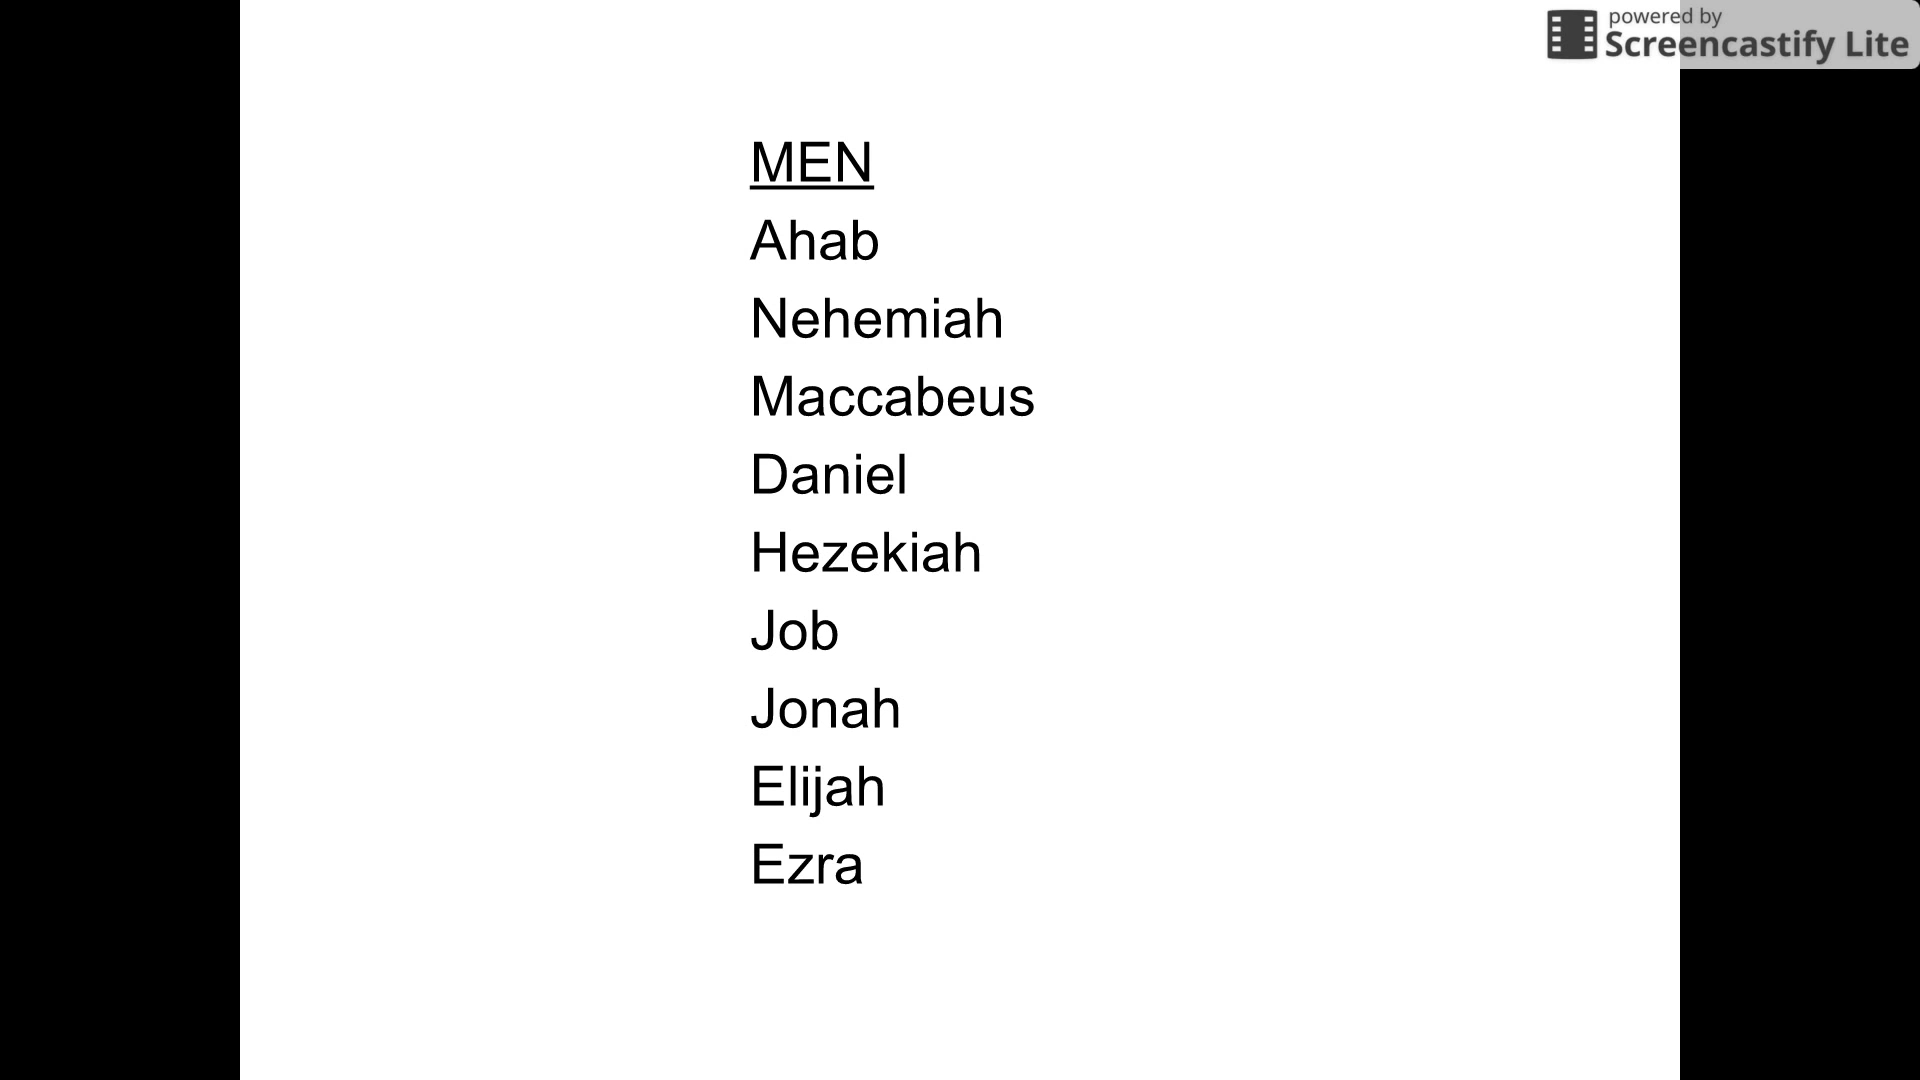 powered by
Screencastify Lite
MEN
Ahab
Nehemiah
Maccabeus
Daniel
Hezekiah
Job
Jonah
Elijah
Ezra